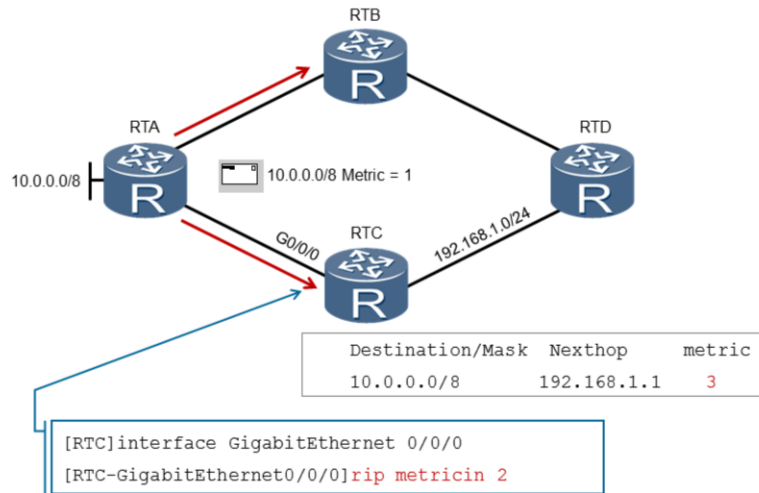 RTB
RTA
RTD
10.0.0.0/8
10.0.0.0/8 Metric = 1
RTC
G0/0/0
192.168.1.0/24
R
R
R
R
Destination/Mask Nexthop metric
10.0.0.0/8 192.168.1.1 3
[RTC]interface GigabitEthernet 0/0/0
[RTC-GigabitEthernet0/0/0]rip metricin 2